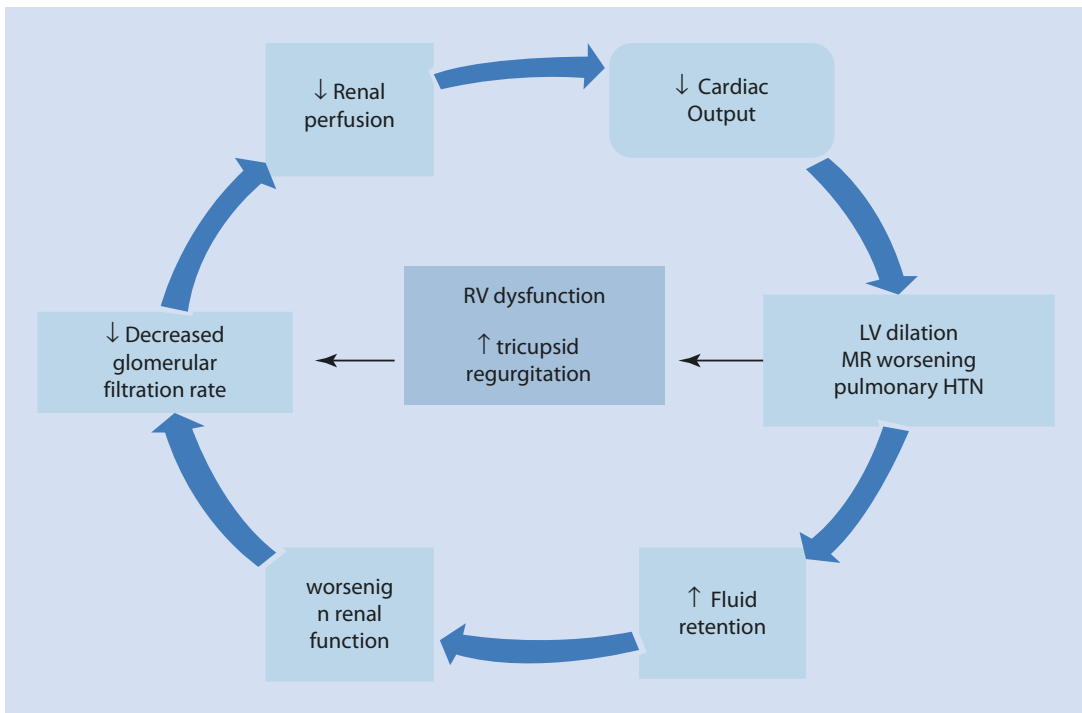 ↓ Renal
perfusion
↓ Cardiac
Output
RV dysfunction
↑ tricupsid
regurgitation
LV dilation
MR worsening
pulmonary HTN
↓ Decreased
glomerular
filtration rate
worsenig
n renal
function
↑ Fluid
retention